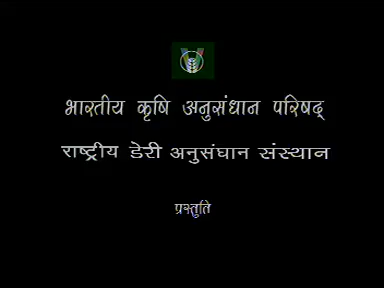 भारतीय कृषि अनुसंधान परिषद्
राष्ट्रीय डेरी अनुसंघान संस्थान
प्रस्तुति